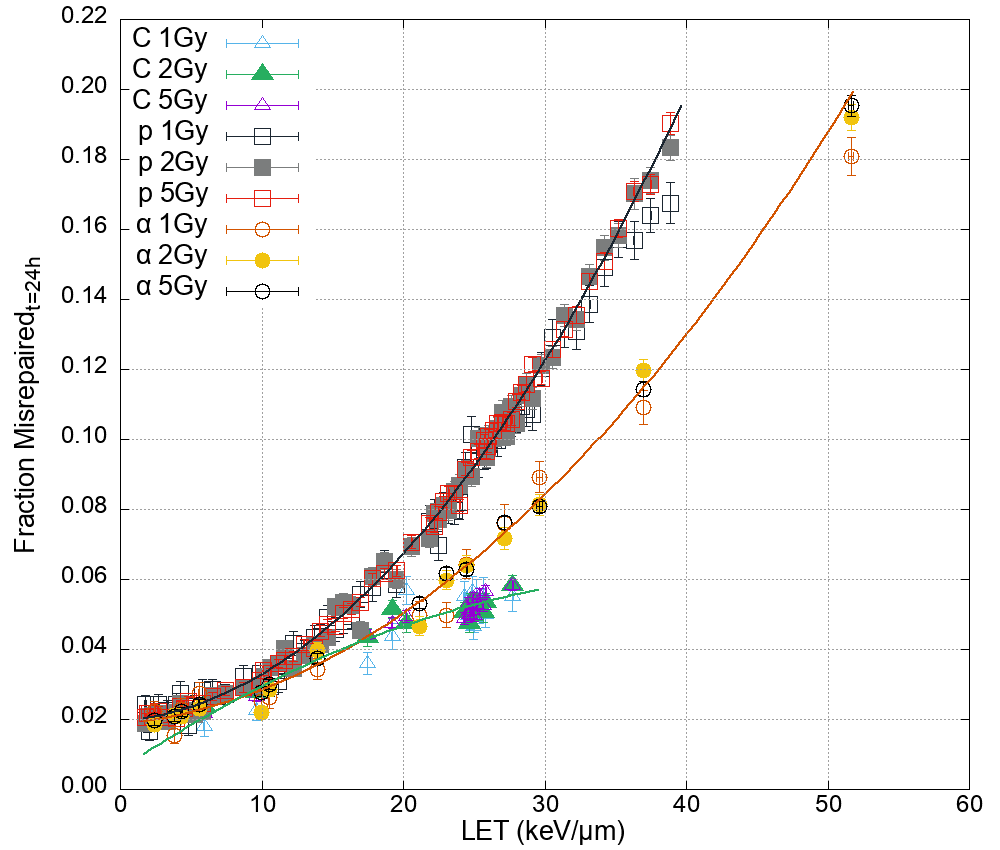 0.22
0.20
0.18
0.16
0.14
0.12
0.10
0.08
0.06
0.04
0.02
0.00
Fraction Misrepaired_t=24h
C 1Gy
C 2Gy
C 5Gy
p 1Gy
p 2Gy
p 5Gy
α 1Gy
α 2Gy
α 5Gy
0 10 20 30 40 50 60
LET (keV/μm)